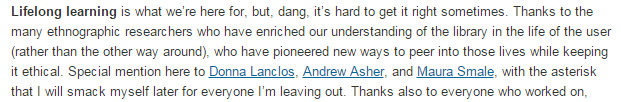 Lifelong learning is what we're here for, but, dang, it's hard to get it right sometimes. Thanks to the
many ethnographic researchers who have enriched our understanding of the library in the life of the user
(rather than the other way around), who have pioneered new ways to peer into those lives while keeping
it ethical. Special mention here to Donna Lanclos, Andrew Asher, and Maura Smale, with the asterisk
that I will smack myself later for everyone I'm leaving out. Thanks also to everyone who worked on,